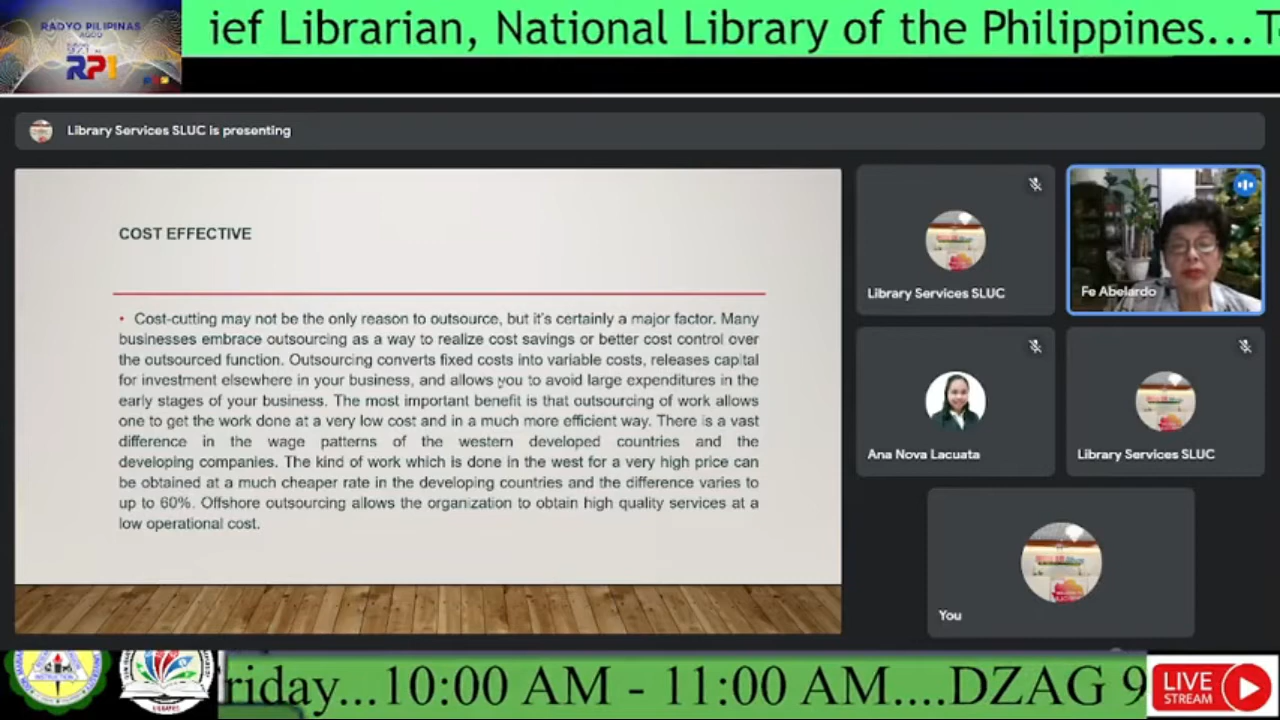 RADYO PILIPINAS
AGOO
RP1
ief Librarian, National Library of the Philippines...T
Library Services SLUC is presenting
COST EFFECTIVE
• Cost-cutting may not be the only reason to outsource, but it's certainly a major factor. Many
businesses embrace outsourcing as a way to realize cost savings or better cost control over
the outsourced function. Outsourcing converts fixed costs into variable costs, releases capital
for investment elsewhere in your business, and allows you to avoid large expenditures in the
early stages of your business. The most important benefit is that outsourcing of work allows
one to get the work done at a very low cost and in a much more efficient way. There is a vast
difference in the wage patterns of the western developed countries and the
developing companies. The kind of work which is done in the west for a very high price can
be obtained at a much cheaper rate in the developing countries and the difference varies to
up to 60%. Offshore outsourcing allows the organization to obtain high quality services at a
low operational cost.
Library Services SLUC
Fe Abelardo
Ana Nova Lacuata
Library Services SLUC
You
riday...10:00 AM - 11:00 AM....DZAG 9
LIVE
STREAM